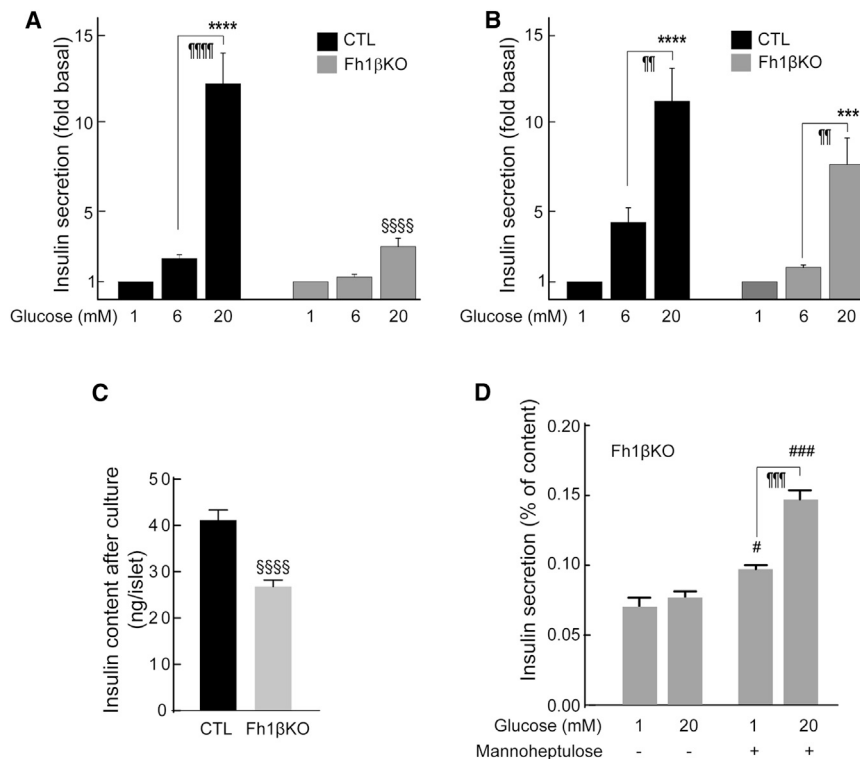 A
Insulin secretion (fold basal)
15
10
5
1
****
¶¶¶¶
CTL
Fh1βKO
§§§§
Glucose (mM) 1 6 20 1 6 20
B
Insulin secretion (fold basal)
15
10
5
1
****
¶¶
CTL
Fh1βKO
***
¶¶
Glucose (mM) 1 6 20 1 6 20
C
Insulin content after culture
(ng/islet)
50
40
30
20
10
0
§§§§
CTL Fh1βKO
D
Insulin secretion (% of content)
0.20
0.15
0.10
0.05
0.00
Fh1βKO
###
¶¶¶
#
Glucose (mM) 1 20 1 20
Mannoheptulose - - + +